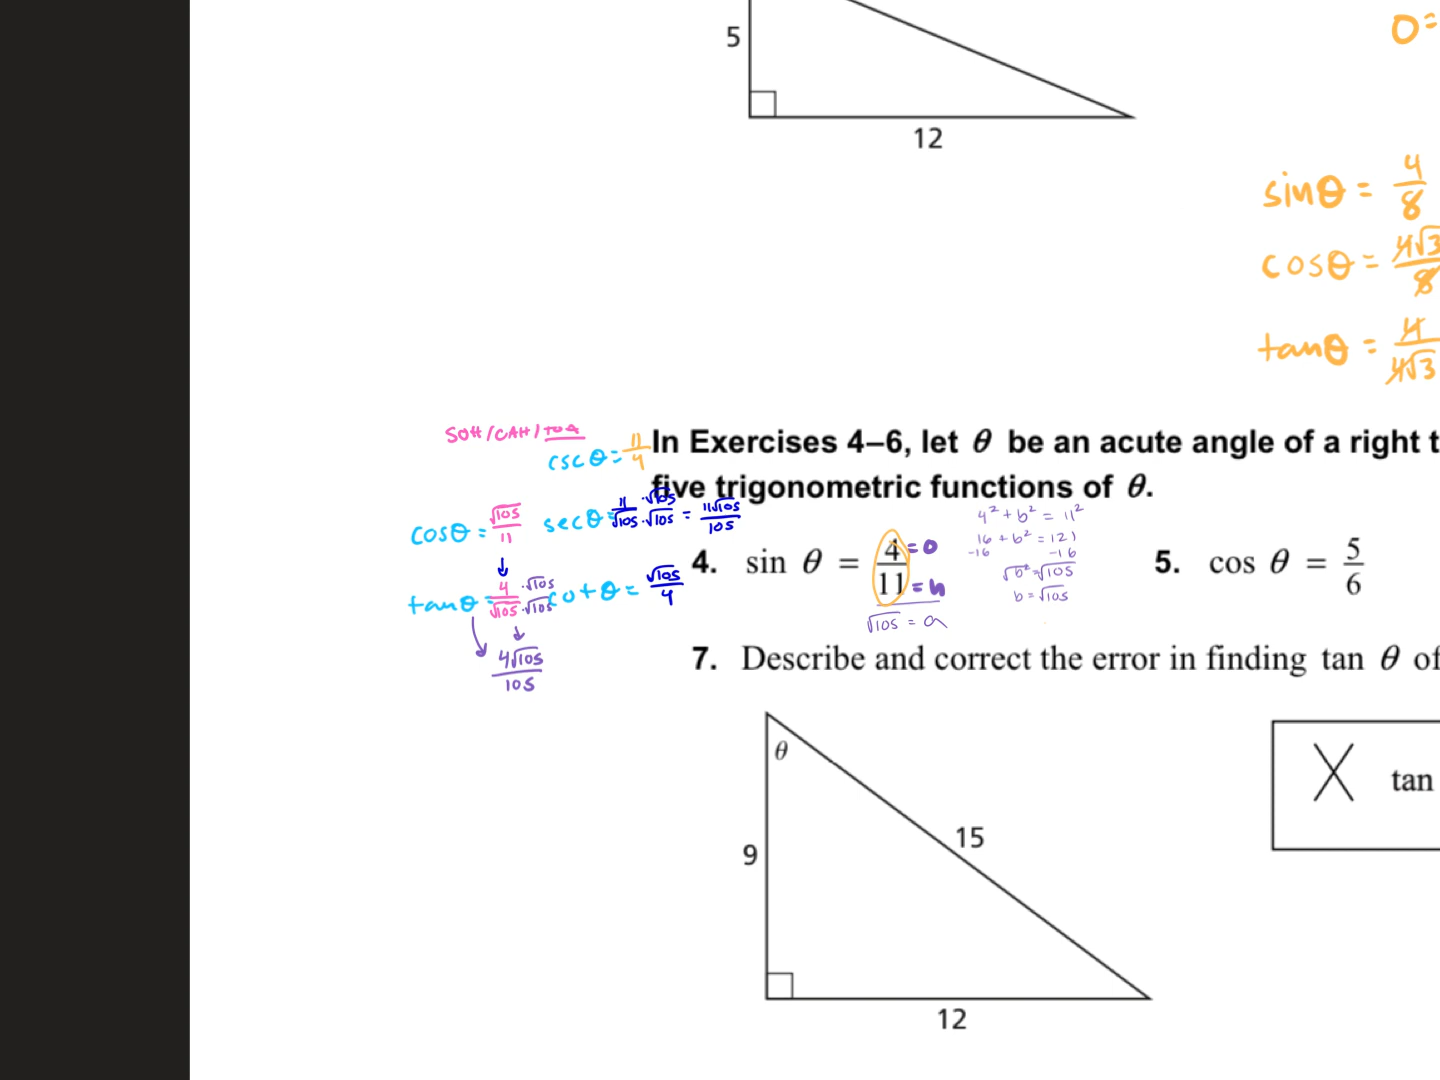 5
12
0=
sinθ = 4/8
cosθ = 4√3/8
tanθ = 4/4√3
SOH/CAH/TOA
cscθ = 11/4
In Exercises 4–6, let θ be an acute angle of a right t
five trigonometric functions of θ.
cosθ = √105/11
secθ = 11/√105 · √105/√105 = 11√105/105
4² + b² = 11²
16 + b² = 121
-16 -16
√b² = √105
b = √105
4. sin θ = 4/11
= o
= h
√105 = a
5. cos θ = 5/6
tanθ = 4/√105 · √105/√105
4√105/105
cotθ = √105/4
7. Describe and correct the error in finding tan θ of
θ
9
15
12
X tan